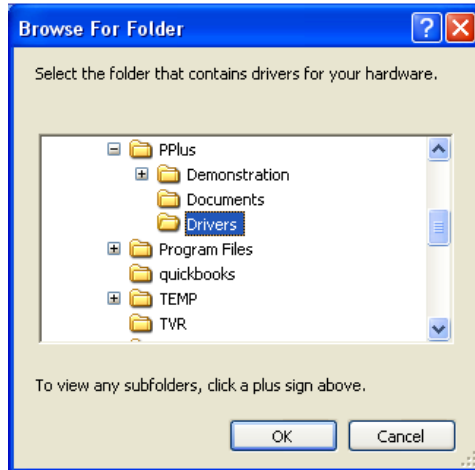 Browse For Folder
Select the folder that contains drivers for your hardware.
PPlus
Demonstration
Documents
Drivers
Program Files
quickbooks
TEMP
TVR
To view any subfolders, click a plus sign above.
OK Cancel